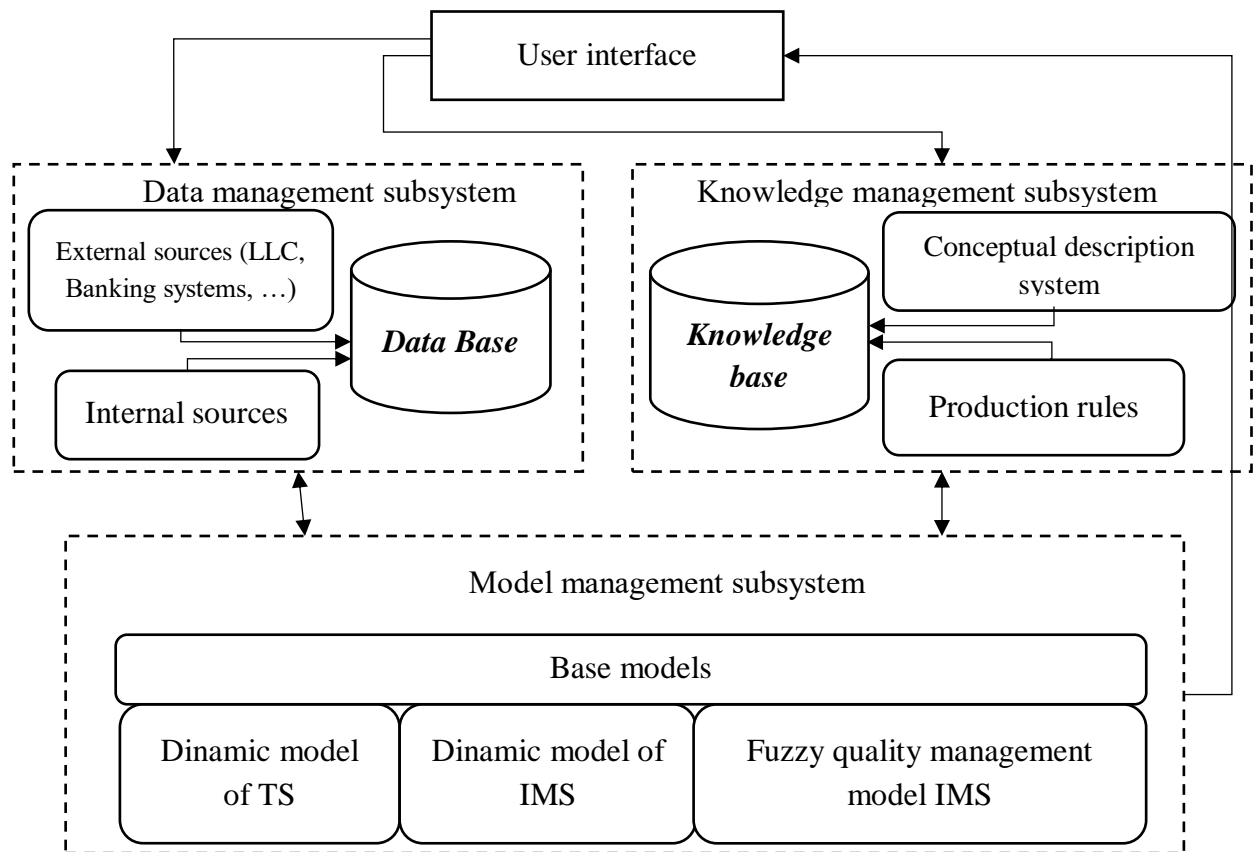 User interface
Data management subsystem
External sources (LLC,
Banking systems, …)
Data Base
Internal sources
Knowledge management subsystem
Conceptual description
system
Knowledge
base
Production rules
Model management subsystem
Base models
Dinamic model
of TS
Dinamic model of
IMS
Fuzzy quality management
model IMS